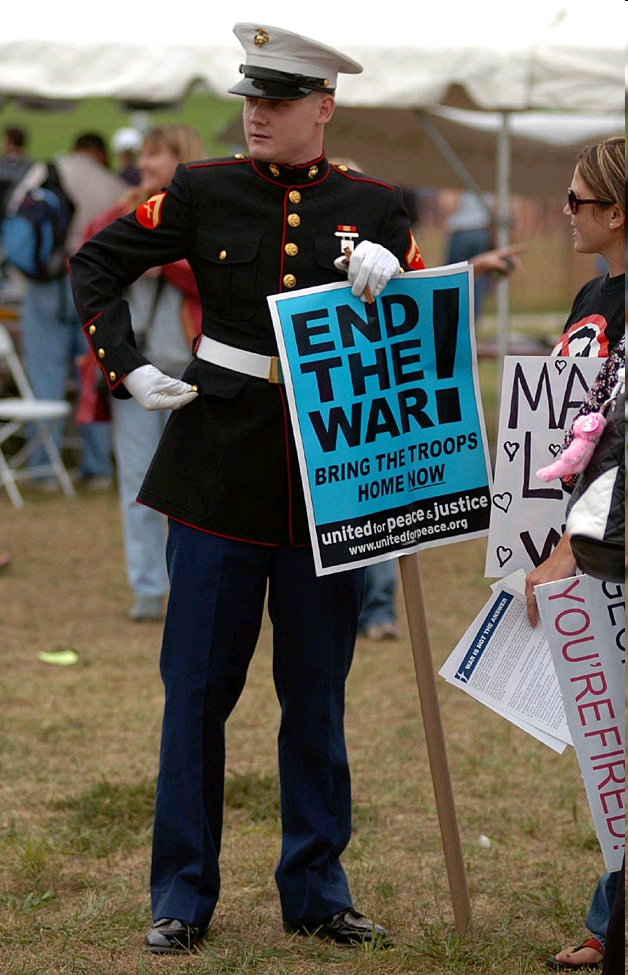 END
THE
WAR!
BRING THE TROOPS
HOME NOW
united for peace & justice
www.unitedforpeace.org
MA
L
WAR IS NOT THE ANSWER
YOU'RE FIRED!